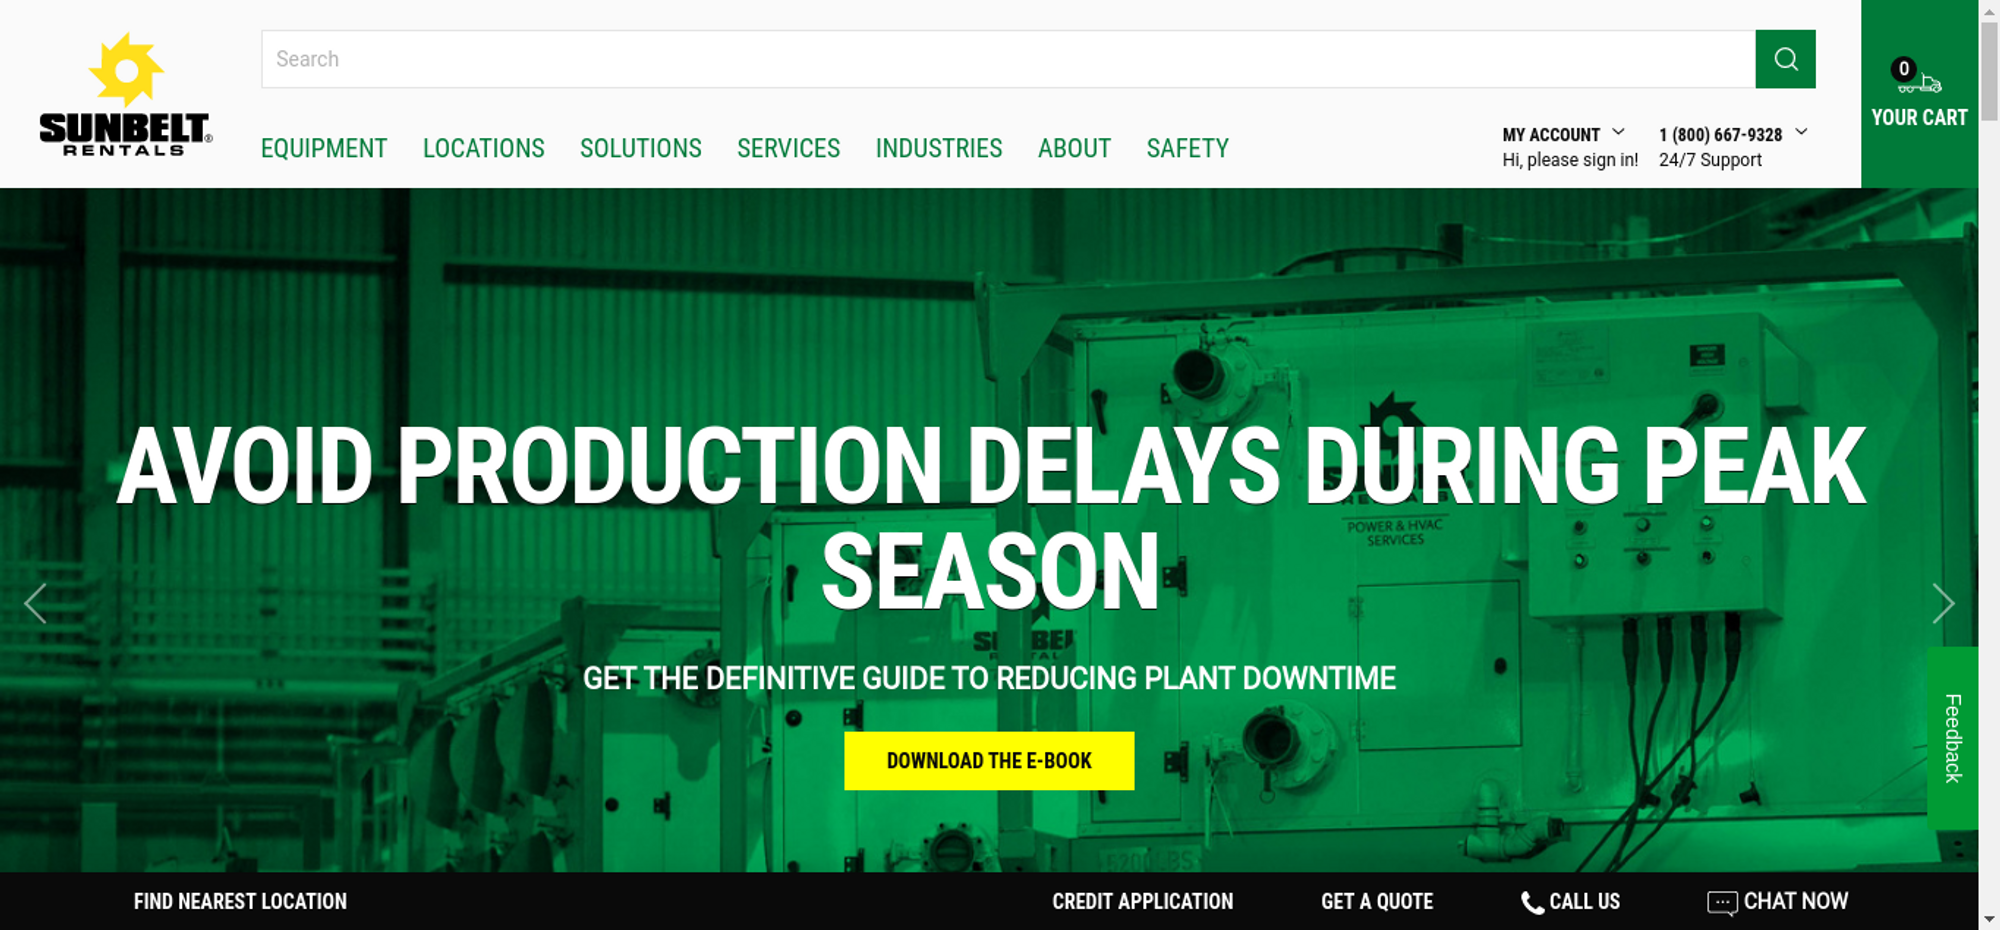 Search
SUNBELT®
RENTALS
EQUIPMENT LOCATIONS SOLUTIONS SERVICES INDUSTRIES ABOUT SAFETY
MY ACCOUNT
Hi, please sign in!
1 (800) 667-9328
24/7 Support
0
YOUR CART
AVOID PRODUCTION DELAYS DURING PEAK
SEASON
POWER & HVAC
SERVICES
GET THE DEFINITIVE GUIDE TO REDUCING PLANT DOWNTIME
DOWNLOAD THE E-BOOK
Feedback
FIND NEAREST LOCATION CREDIT APPLICATION GET A QUOTE CALL US CHAT NOW